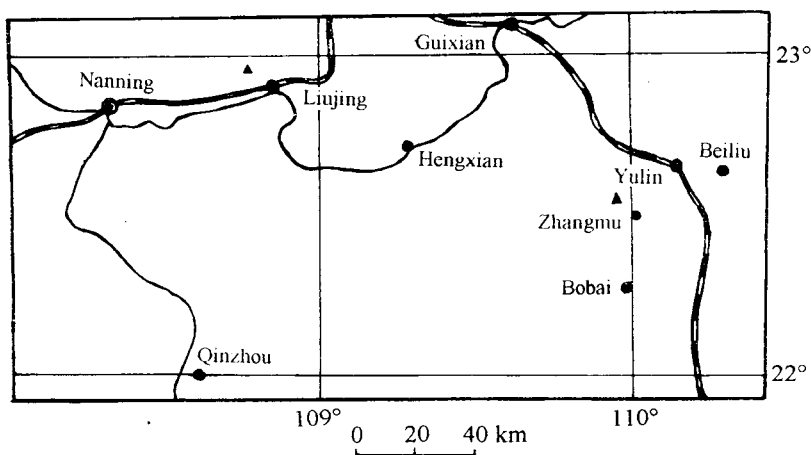 Guixian
23°
Nanning
Liujing
Hengxian
Beiliu
Yulin
Zhangmu
Bobai
Qinzhou
22°
109°
110°
0 20 40 km